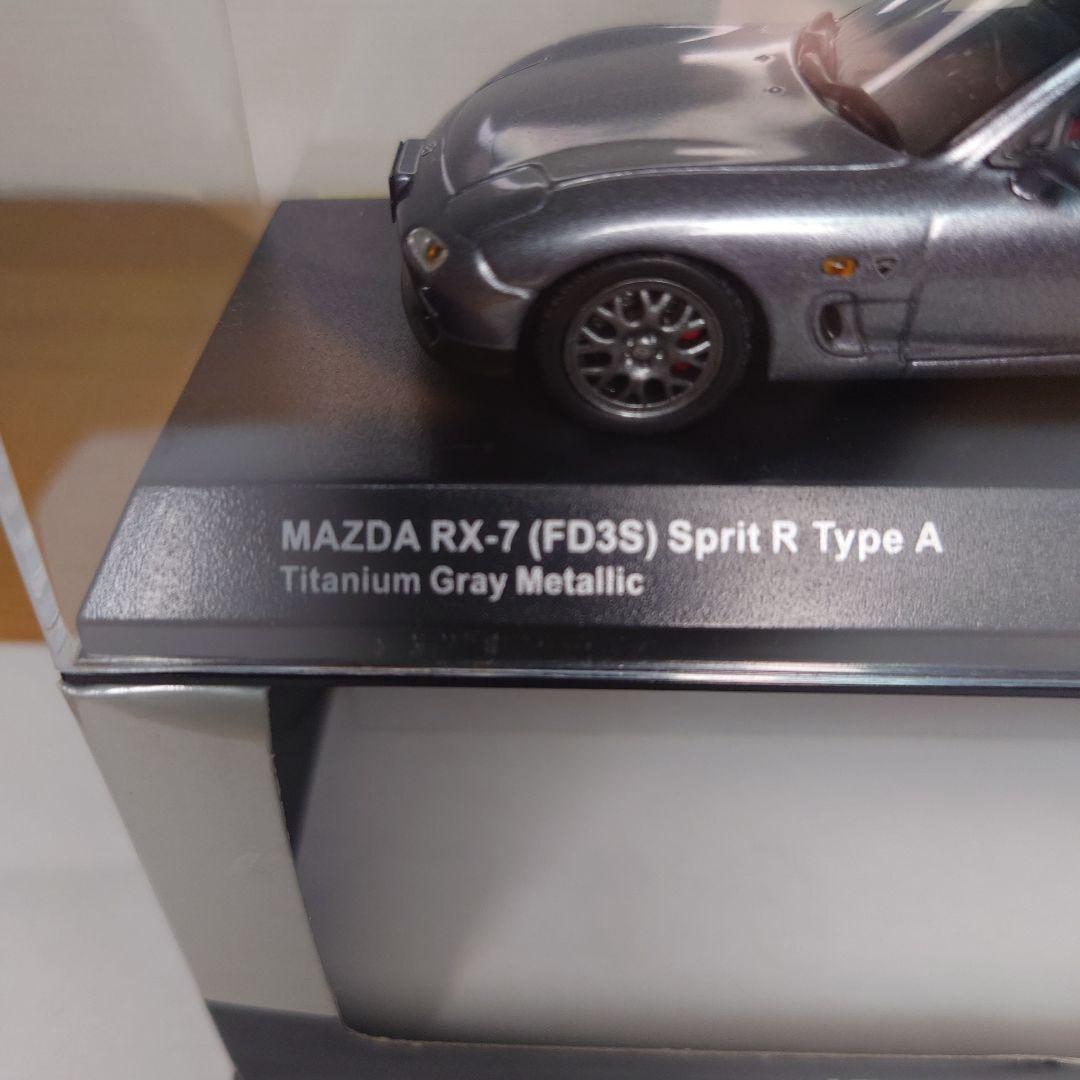 MAZDA RX-7 (FD3S) Sprit R Type A
Titanium Gray Metallic